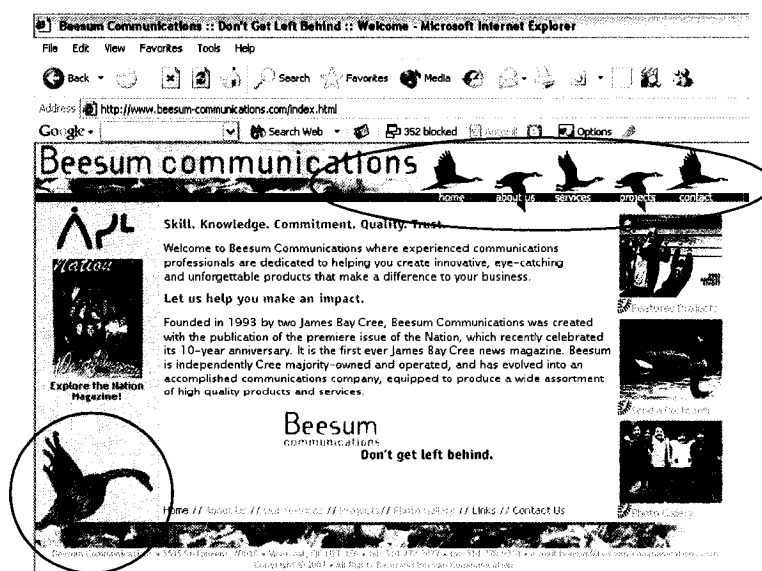 Beesum Communications :: Don't Get Left Behind :: Welcome - Microsoft Internet Explorer
File Edit View Favorites Tools Help
Back Search Favorites Media
Address http://www.beesum-communications.com/index.html
Google Search Web 352 blocked Options
Beesum communications
home about us services projects contact
Nation
Explore the Nation
Magazine!
Skill. Knowledge. Commitment. Quality. Trust.
Welcome to Beesum Communications where experienced communications
professionals are dedicated to helping you create innovative, eye-catching
and unforgettable products that make a difference to your business.
Let us help you make an impact.
Founded in 1993 by two James Bay Cree, Beesum Communications was created
with the publication of the premiere issue of the Nation, which recently celebrated
its 10-year anniversary. It is the first ever James Bay Cree news magazine. Beesum
is independently Cree majority-owned and operated, and has evolved into an
accomplished communications company, equipped to produce a wide assortment
of high quality products and services.
Beesum
communications
Don't get left behind.
Featured Projects
Photo Gallery
Home // About Us // Our Services // Projects // Photo Gallery // Links // Contact Us